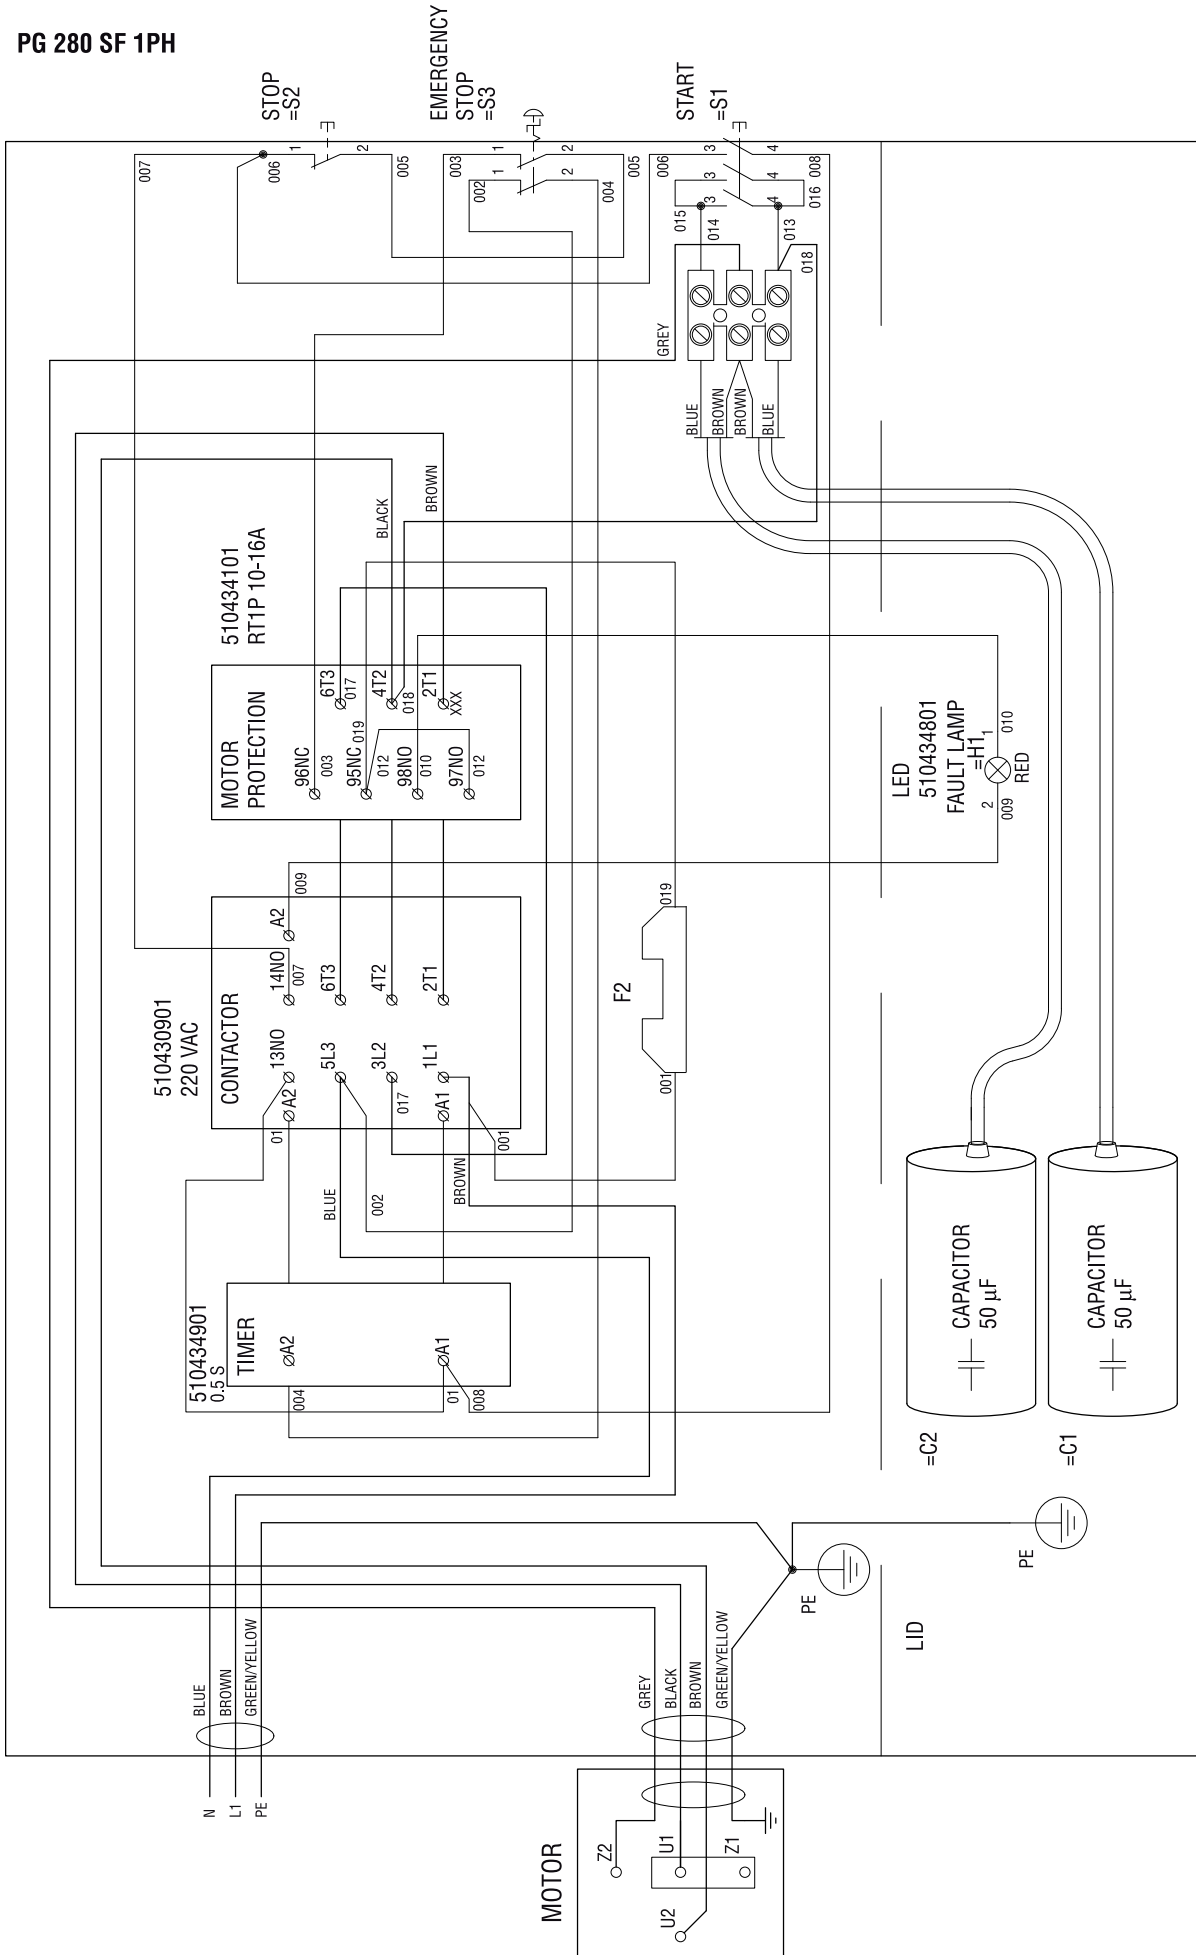 PG 280 SF 1PH
STOP
=S2
EMERGENCY
STOP
=S3
START
=S1
007
006
1
2
005
003
002
1
1
2
2
005
004
006
3
3
3
4
4
4
008
016
015
014
013
018
GREY
BLUE
BROWN
BROWN
BLUE
BLACK
BROWN
510434101
RT1P 10-16A
MOTOR
PROTECTION
96NC
003
95NC
019
012
98NO
010
97NO
012
6T3
017
4T2
018
2T1
XXX
LED
510434801
FAULT LAMP
=H1
1
010
2
009
RED
510430901
220 VAC
CONTACTOR
009
A2
14NO
007
13NO
6T3
5L3
4T2
3L2
017
2T1
1L1
A2
01
A1
001
F2
019
001
BLUE
002
BROWN
510434901
0.5 S
TIMER
A2
A1
004
01
008
CAPACITOR
50 µF
=C2
CAPACITOR
50 µF
=C1
PE
PE
LID
BLUE
BROWN
GREEN/YELLOW
N
L1
PE
GREY
BLACK
BROWN
GREEN/YELLOW
MOTOR
Z2
U1
Z1
U2